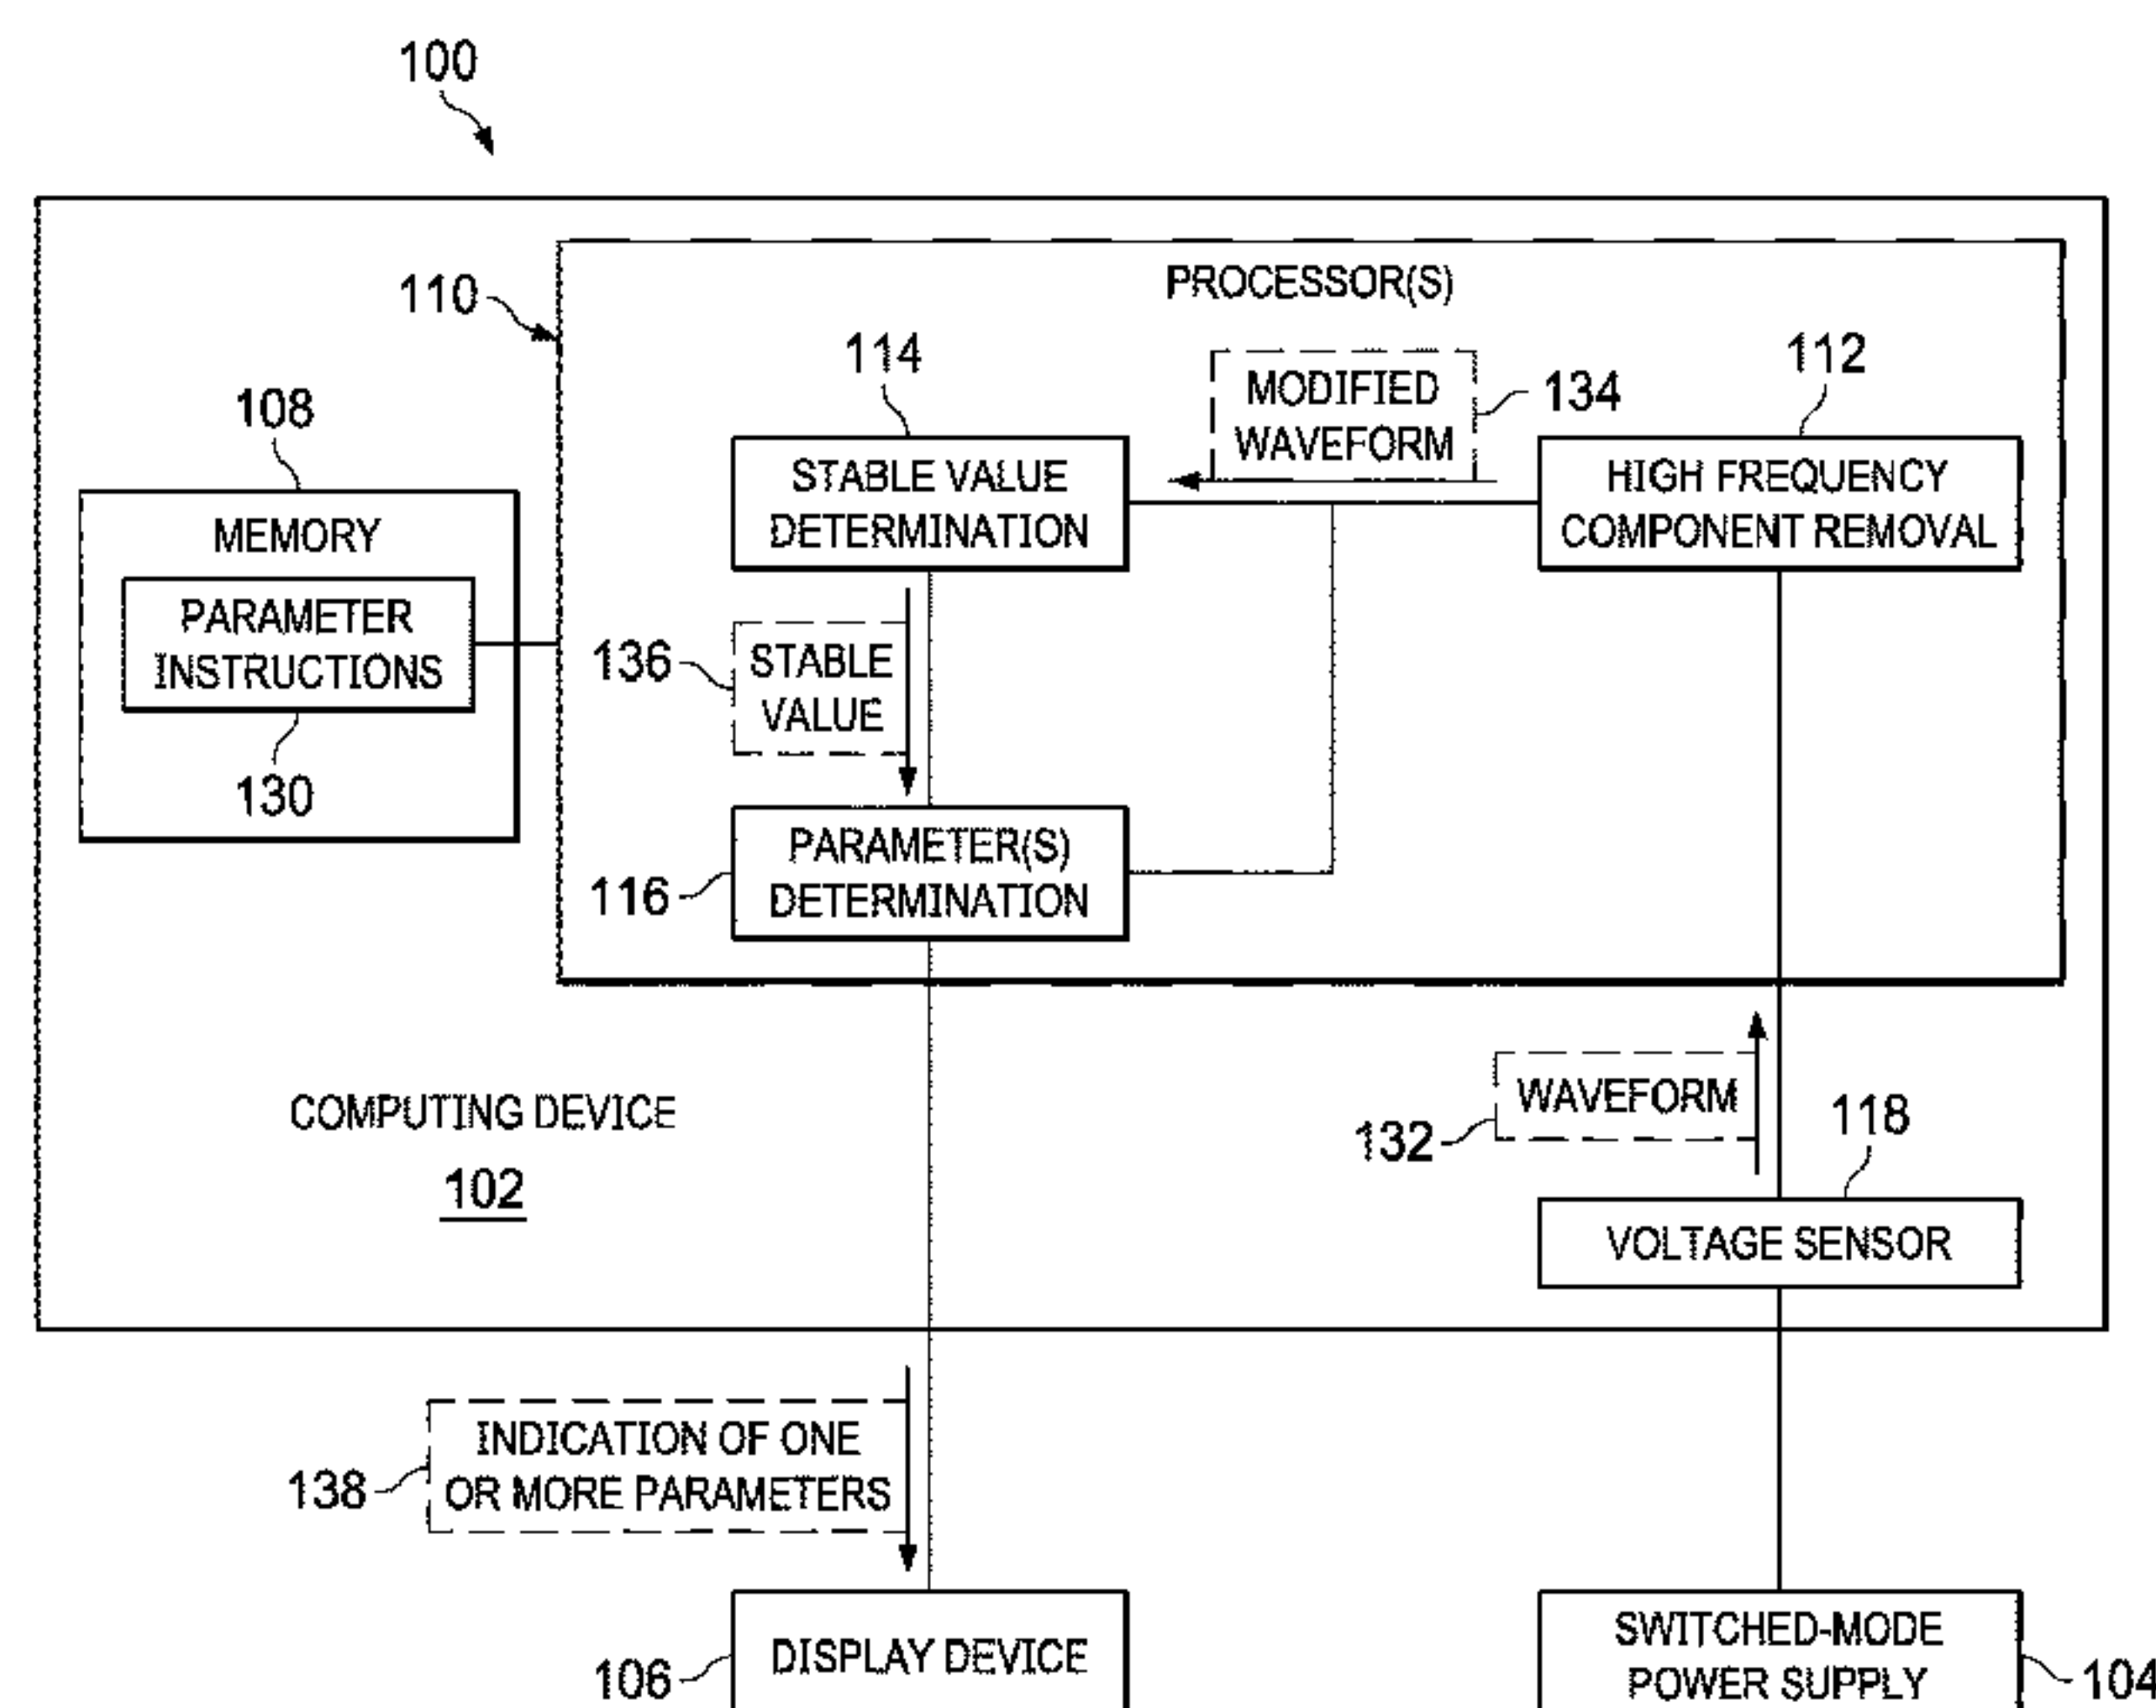 100
110
PROCESSOR(S)
114
112
MODIFIED
WAVEFORM
134
108
STABLE VALUE
DETERMINATION
HIGH FREQUENCY
COMPONENT REMOVAL
MEMORY
PARAMETER
INSTRUCTIONS
130
136
STABLE
VALUE
116
PARAMETER(S)
DETERMINATION
COMPUTING DEVICE
102
WAVEFORM
132
118
VOLTAGE SENSOR
138
INDICATION OF ONE
OR MORE PARAMETERS
106
DISPLAY DEVICE
SWITCHED-MODE
POWER SUPPLY
104